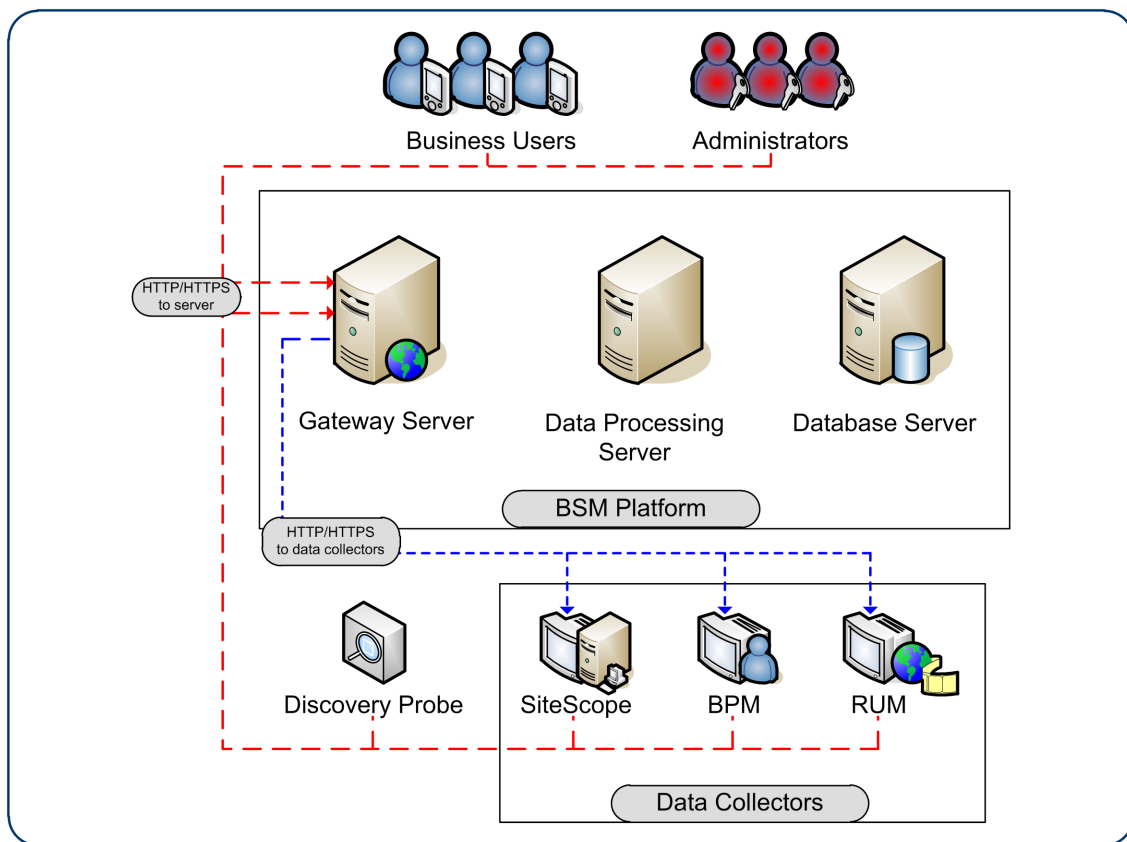 Business Users
Administrators
HTTP/HTTPS
to server
Gateway Server
Data Processing
Server
Database Server
BSM Platform
HTTP/HTTPS
to data collectors
Discovery Probe
SiteScope
BPM
RUM
Data Collectors